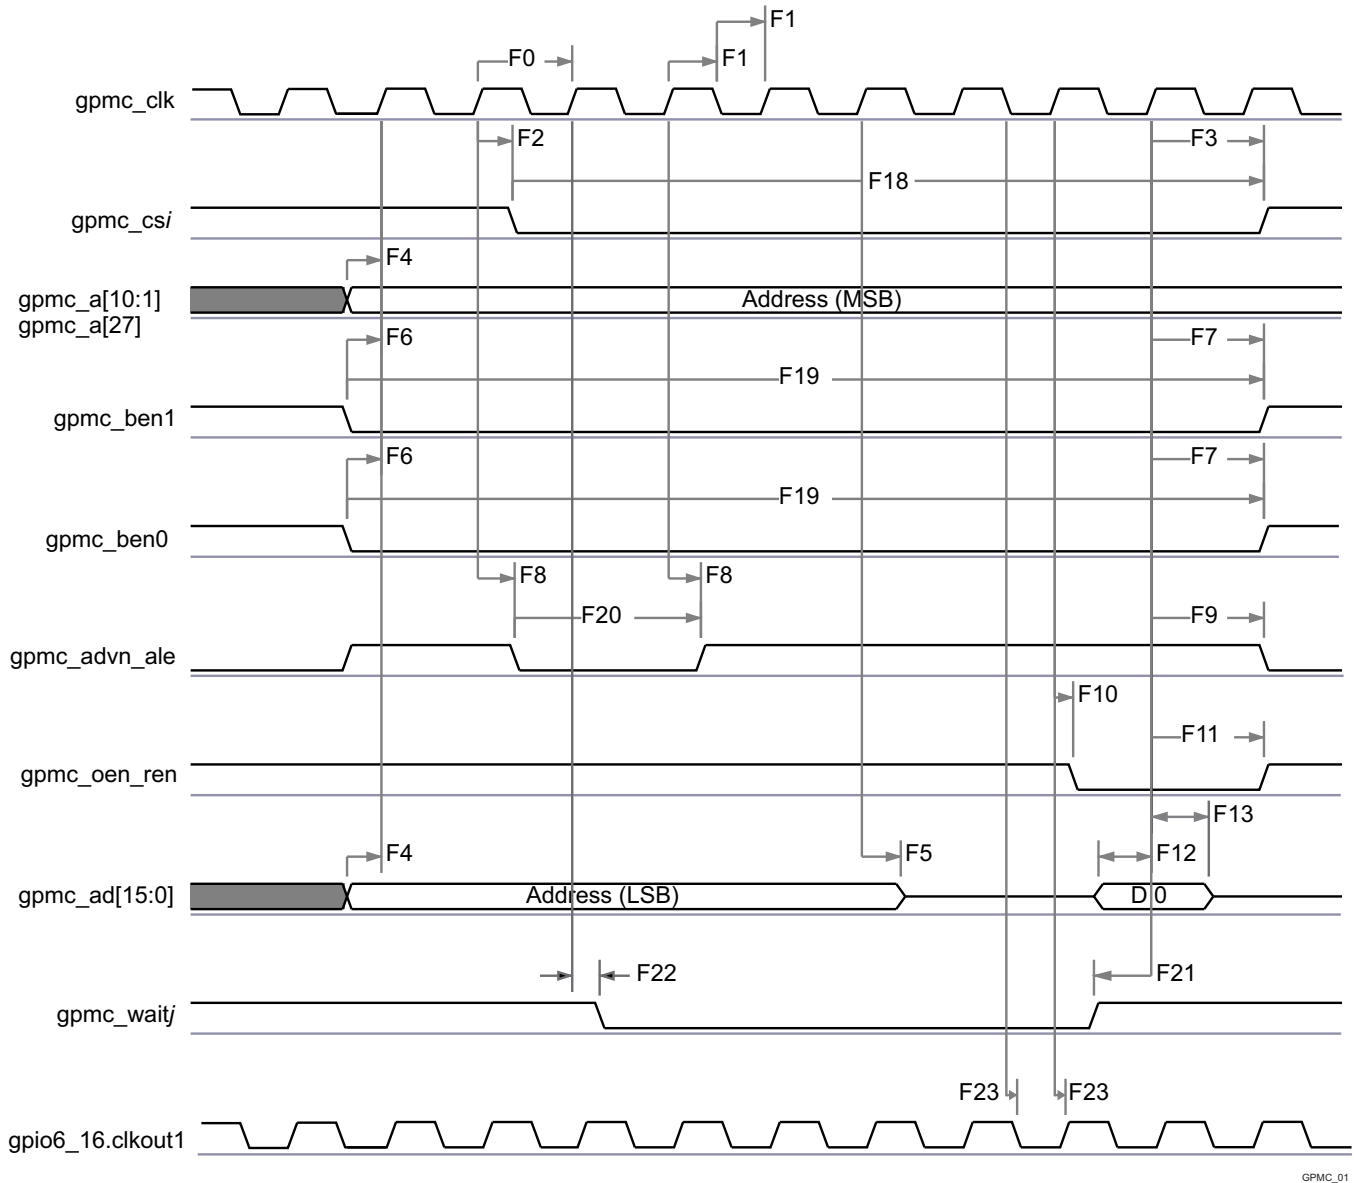 F1
F0
F1
gpmc_clk
F2
F3
F18
gpmc_csi
F4
gpmc_a[10:1]
Address (MSB)
gpmc_a[27]
F6
F7
F19
gpmc_ben1
F6
F7
F19
gpmc_ben0
F8
F8
F20
F9
gpmc_advn_ale
F10
F11
gpmc_oen_ren
F13
F4
F5
F12
gpmc_ad[15:0]
Address (LSB)
D 0
F22
F21
gpmc_waitj
F23
F23
gpio6_16.clkout1
GPMC_01